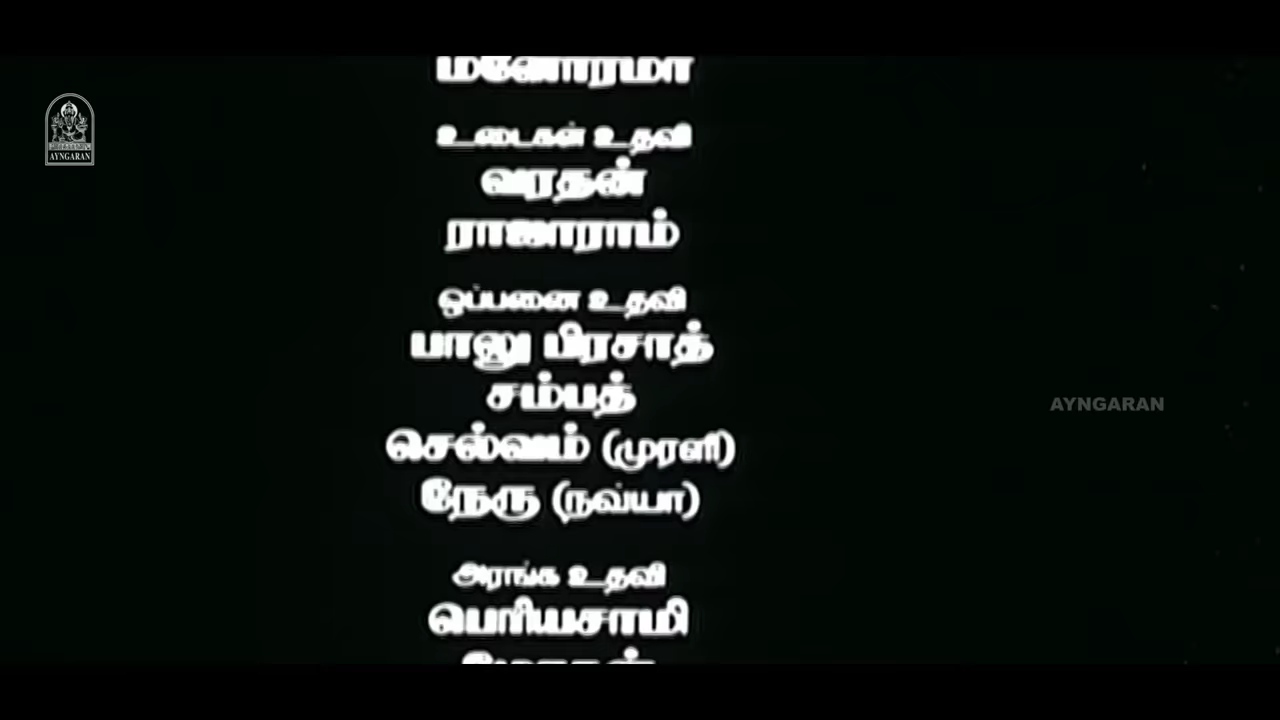 மனோரமா
உடைகள் உதவி
வரதன்
ராஜாராம்
ஒப்பனை உதவி
பாலு பிரசாத்
சம்பத்
செல்வம் (முரளி)
நேரு (நவ்யா)
அரங்க உதவி
பெரியசாமி
AYNGARAN
AYNGARAN